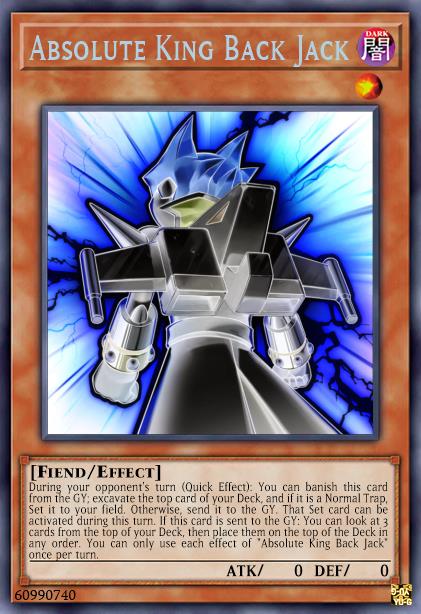 Absolute King Back Jack
DARK
闇
[Fiend/Effect]
During your opponent's turn (Quick Effect): You can banish this card
from the GY; excavate the top card of your Deck, and if it is a Normal Trap,
Set it to your field. Otherwise, send it to the GY. That Set card can be
activated during this turn. If this card is sent to the GY: You can look at 3
cards from the top of your Deck, then place them on the top of the Deck in
any order. You can only use each effect of "Absolute King Back Jack"
once per turn.
ATK/ 0 DEF/ 0
60990740